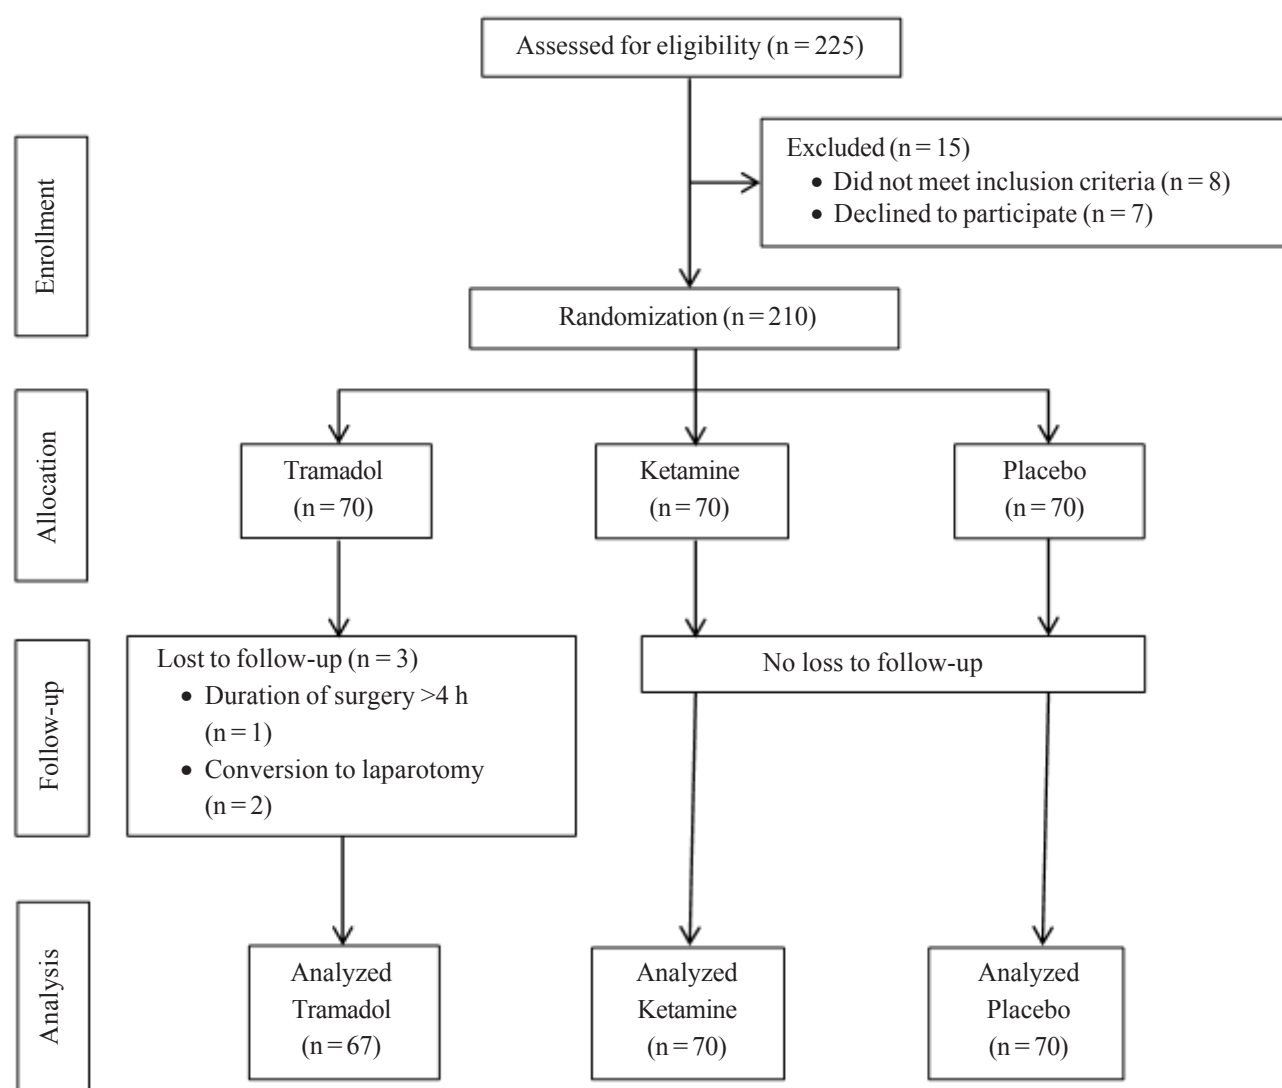 Assessed for eligibility (n = 225)
Enrollment
Excluded (n = 15)
• Did not meet inclusion criteria (n = 8)
• Declined to participate (n = 7)
Randomization (n = 210)
Allocation
Tramadol
(n = 70)
Ketamine
(n = 70)
Placebo
(n = 70)
Follow-up
Lost to follow-up (n = 3)
• Duration of surgery >4 h
(n = 1)
• Conversion to laparotomy
(n = 2)
No loss to follow-up
Analysis
Analyzed
Tramadol
(n = 67)
Analyzed
Ketamine
(n = 70)
Analyzed
Placebo
(n = 70)